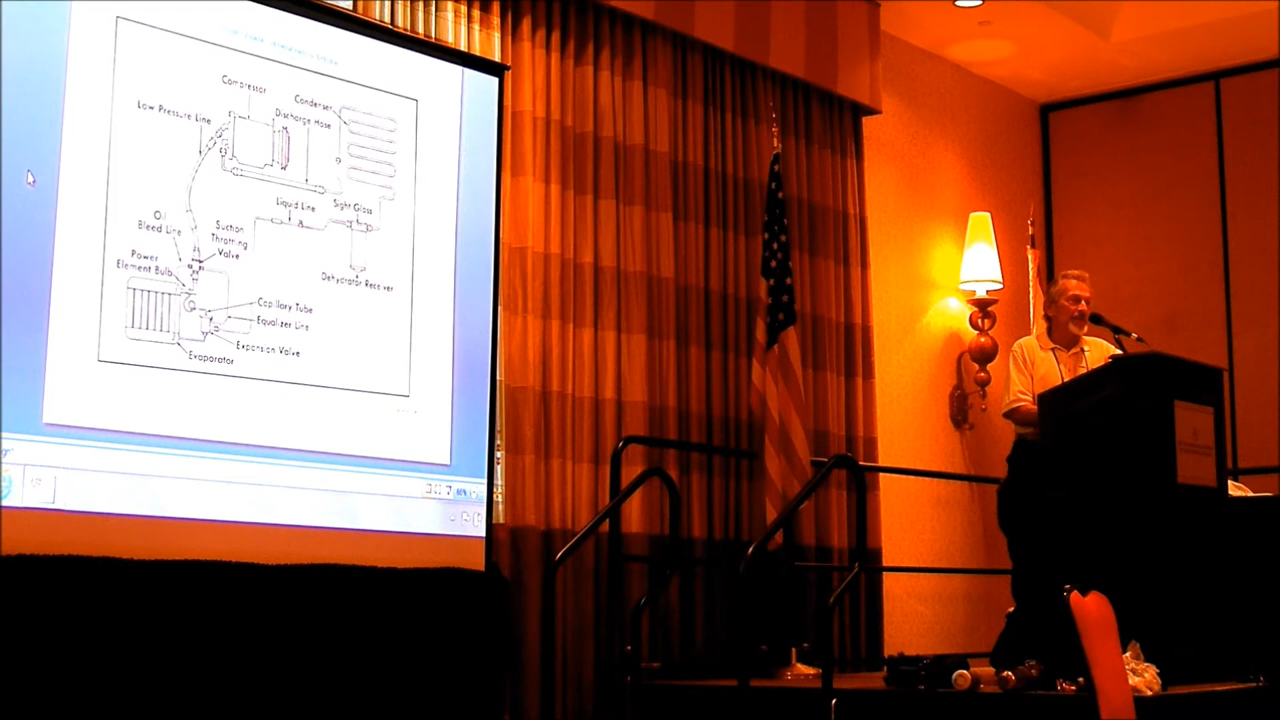 Compressor
Condenser
Low Pressure Line
Discharge Hose
Liquid Line
Sight Glass
Oil
Bleed Line
Suction
Throttling
Valve
Power
Element Bulb
Dehydrator Receiver
Capillary Tube
Equalizer Line
Expansion Valve
Evaporator